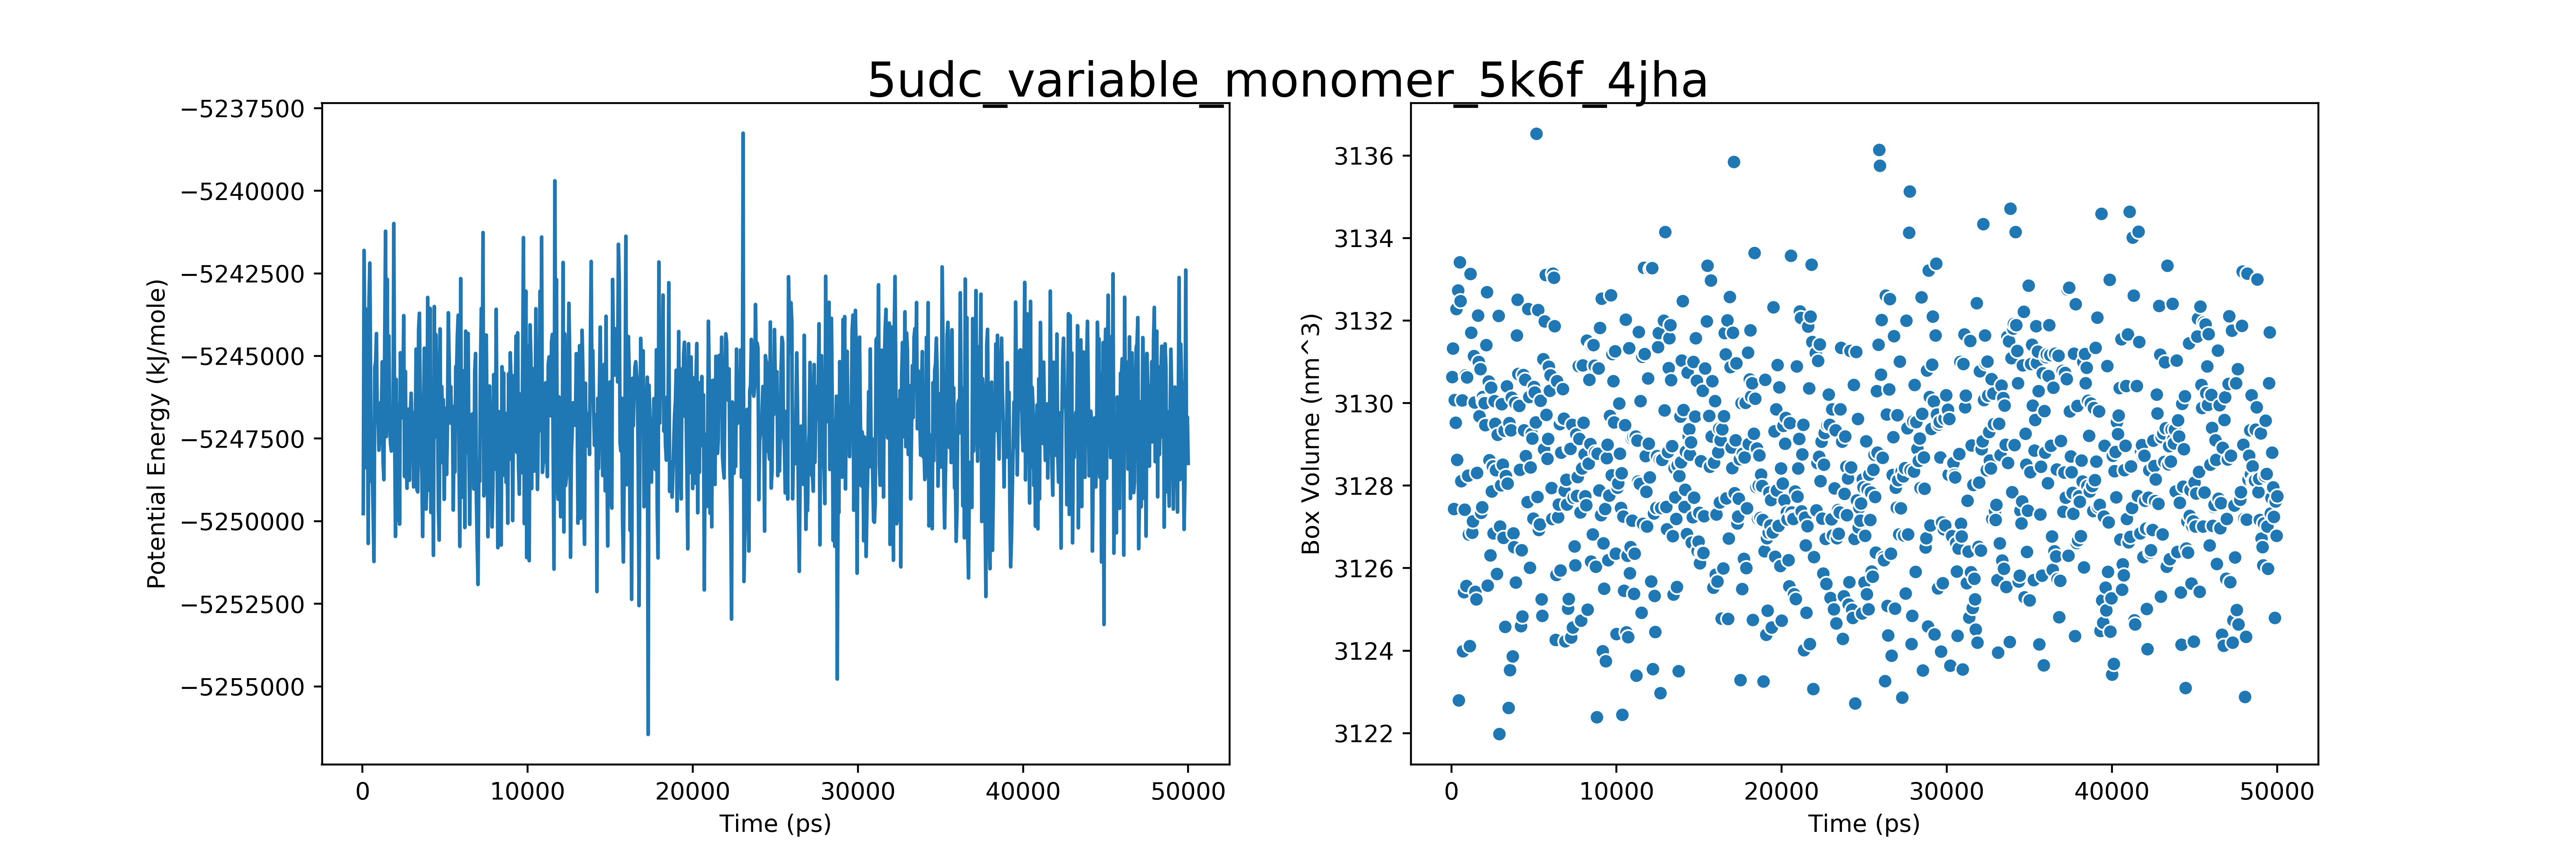 5udc_variable_monomer_5k6f_4jha
Potential Energy (kJ/mole)
−5237500
−5240000
−5242500
−5245000
−5247500
−5250000
−5252500
−5255000
0 10000 20000 30000 40000 50000
Time (ps)
Box Volume (nm^3)
3136
3134
3132
3130
3128
3126
3124
3122
0 10000 20000 30000 40000 50000
Time (ps)